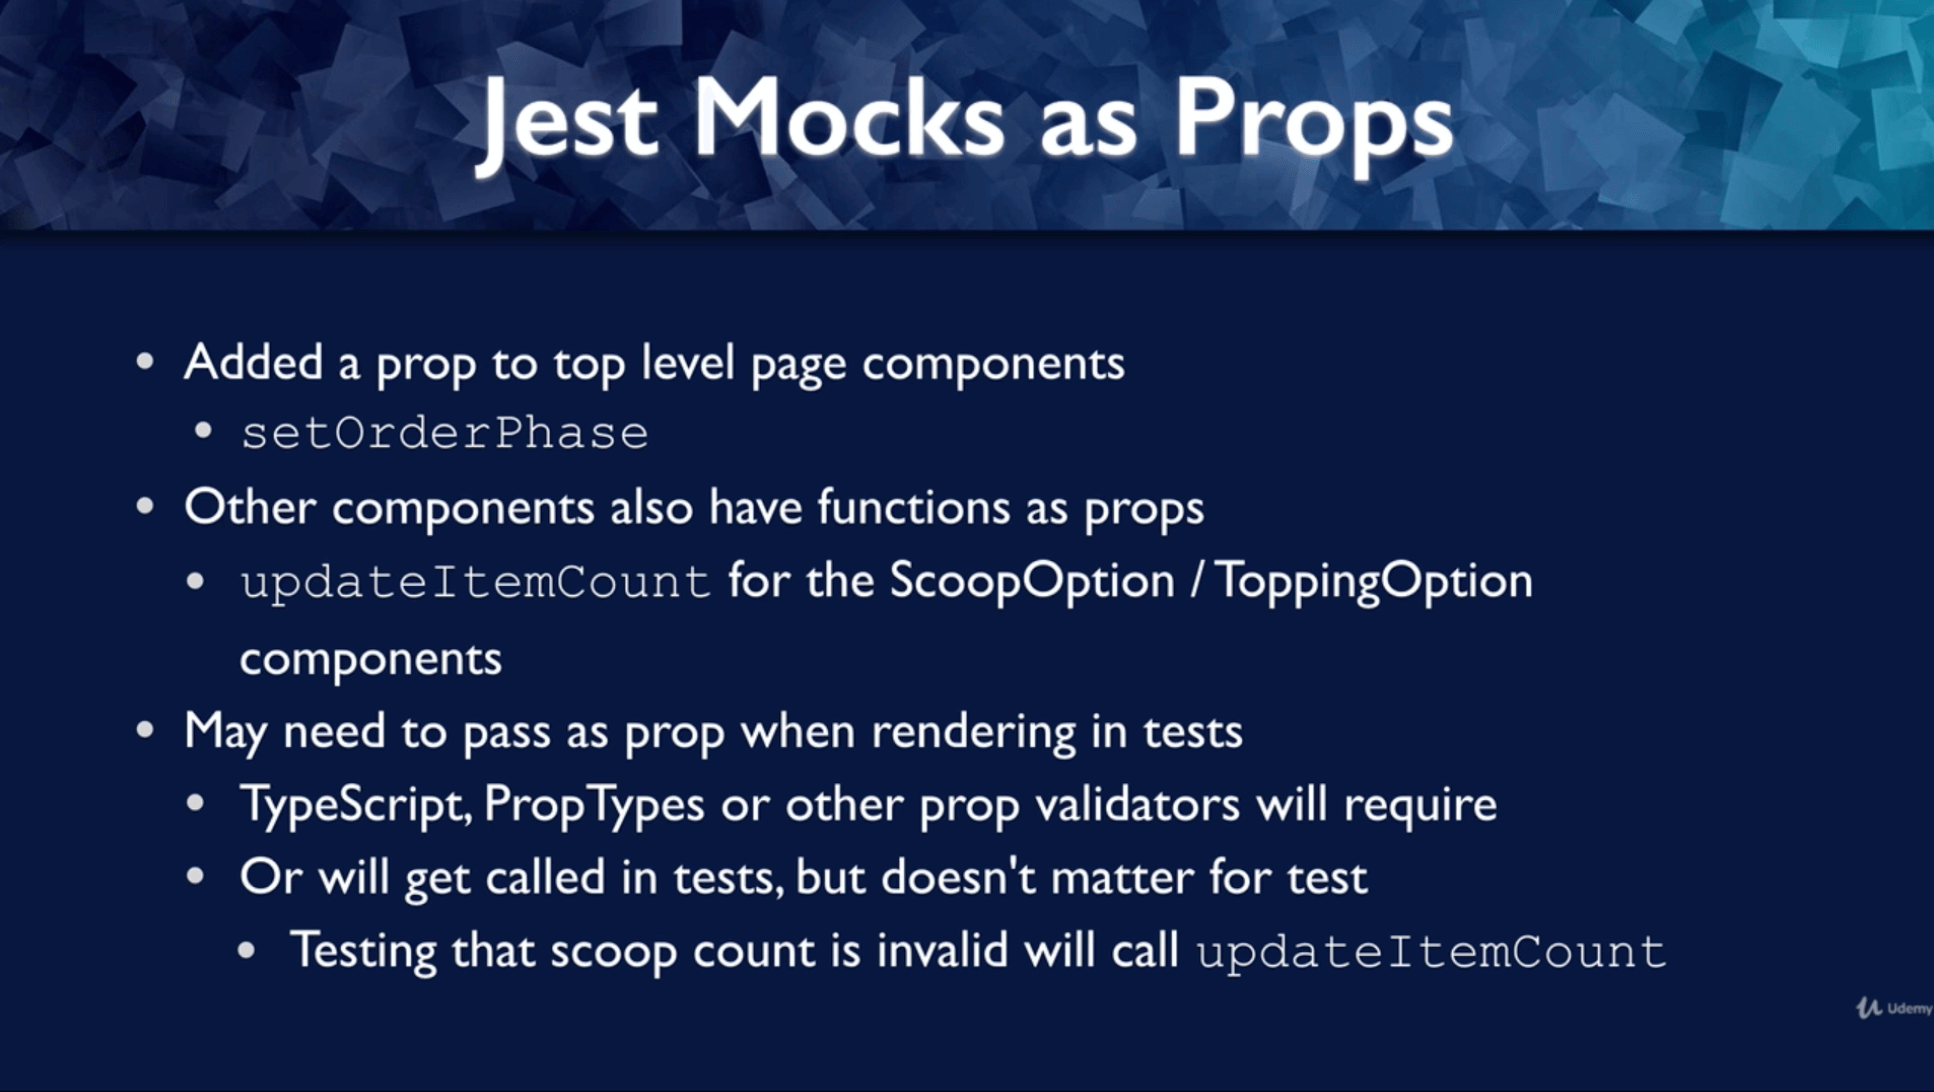 Jest Mocks as Props
• Added a prop to top level page components
• setOrderPhase
• Other components also have functions as props
• updateItemCount for the ScoopOption / ToppingOption
components
• May need to pass as prop when rendering in tests
• TypeScript, PropTypes or other prop validators will require
• Or will get called in tests, but doesn't matter for test
• Testing that scoop count is invalid will call updateItemCount
Udemy